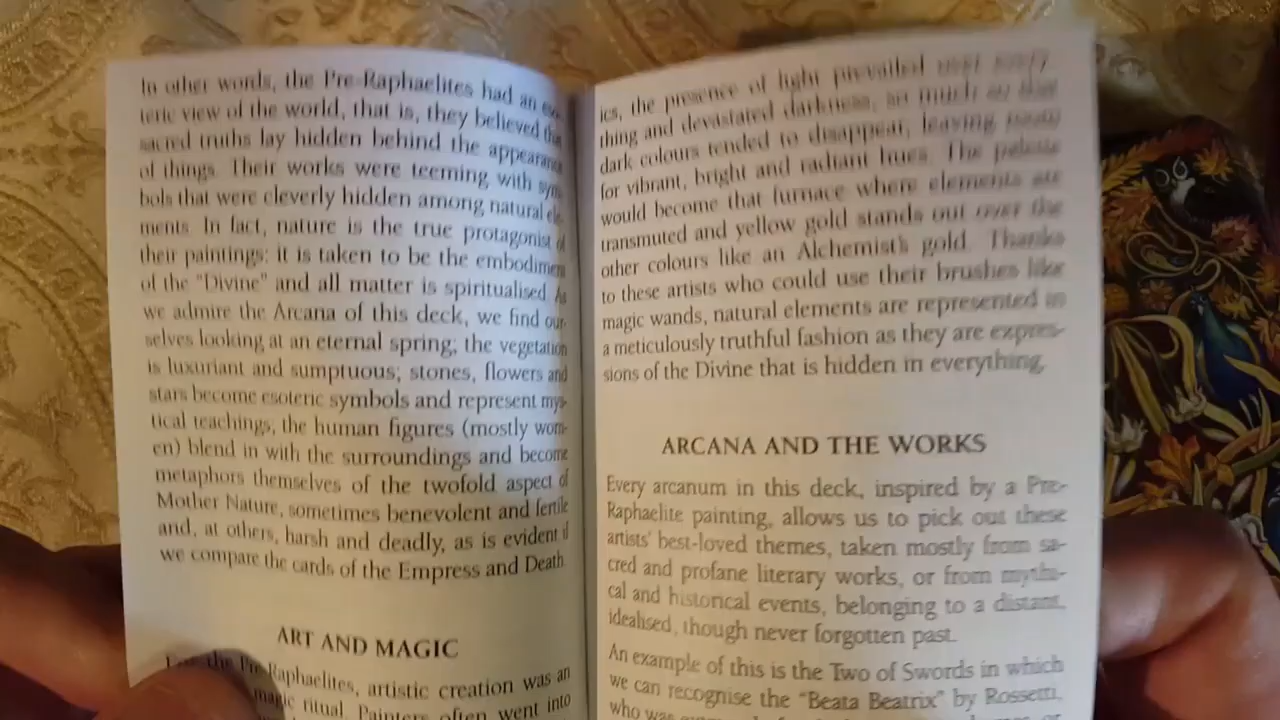 In other words, the Pre-Raphaelites had an eso-
teric view of the world, that is, they believed that
sacred truths lay hidden behind the appearance
of things. Their works were teeming with sym-
bols that were cleverly hidden among natural ele-
ments. In fact, nature is the true protagonist of
their paintings: it is taken to be the embodiment
of the "Divine" and all matter is spiritualised. As
we admire the Arcana of this deck, we find our-
selves looking at an eternal spring; the vegetation
is luxuriant and sumptuous; stones, flowers and
stars become esoteric symbols and represent mys-
tical teachings; the human figures (mostly wom-
en) blend in with the surroundings and become
metaphors themselves of the twofold aspect of
Mother Nature, sometimes benevolent and fertile
and, at others, harsh and deadly, as is evident if
we compare the cards of the Empress and Death.
ART AND MAGIC
the Pre-Raphaelites, artistic creation was an
magic ritual. Painters often went into
ics, the presence of light prevailed over every-
thing and devastated darkness, so much so that
dark colours tended to disappear, leaving room
for vibrant, bright and radiant hues. The palette
would become that furnace where elements are
transmuted and yellow gold stands out over the
other colours like an Alchemist's gold. Thanks
to these artists who could use their brushes like
magic wands, natural elements are represented in
a meticulously truthful fashion as they are expres-
sions of the Divine that is hidden in everything.
ARCANA AND THE WORKS
Every arcanum in this deck, inspired by a Pre-
Raphaelite painting, allows us to pick out these
artists' best-loved themes, taken mostly from sa-
cred and profane literary works, or from mythi-
cal and historical events, belonging to a distant,
idealised, though never forgotten past.
An example of this is the Two of Swords in which
we can recognise the "Beata Beatrix" by Rossetti,
who was